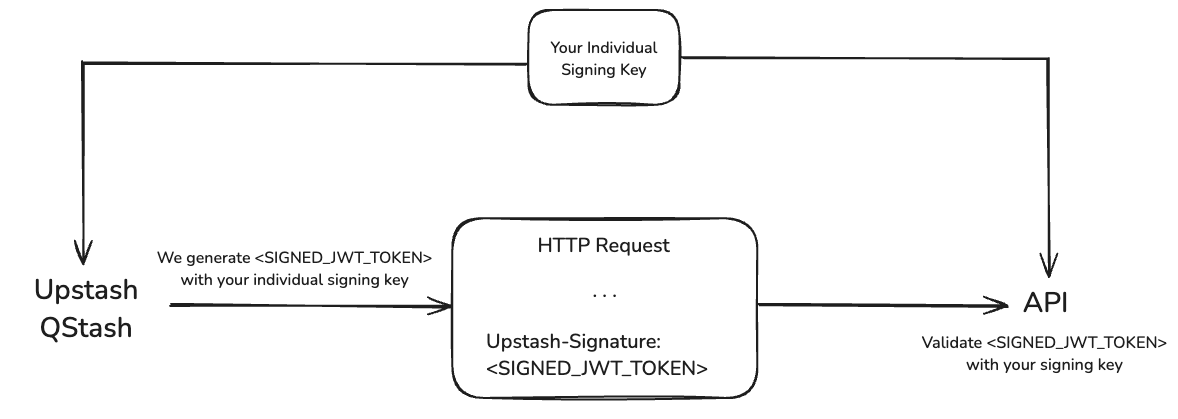 Your Individual
Signing Key
We generate <SIGNED_JWT_TOKEN>
with your individual signing key
Upstash
QStash
HTTP Request
...
Upstash-Signature:
<SIGNED_JWT_TOKEN>
API
Validate <SIGNED_JWT_TOKEN>
with your signing key